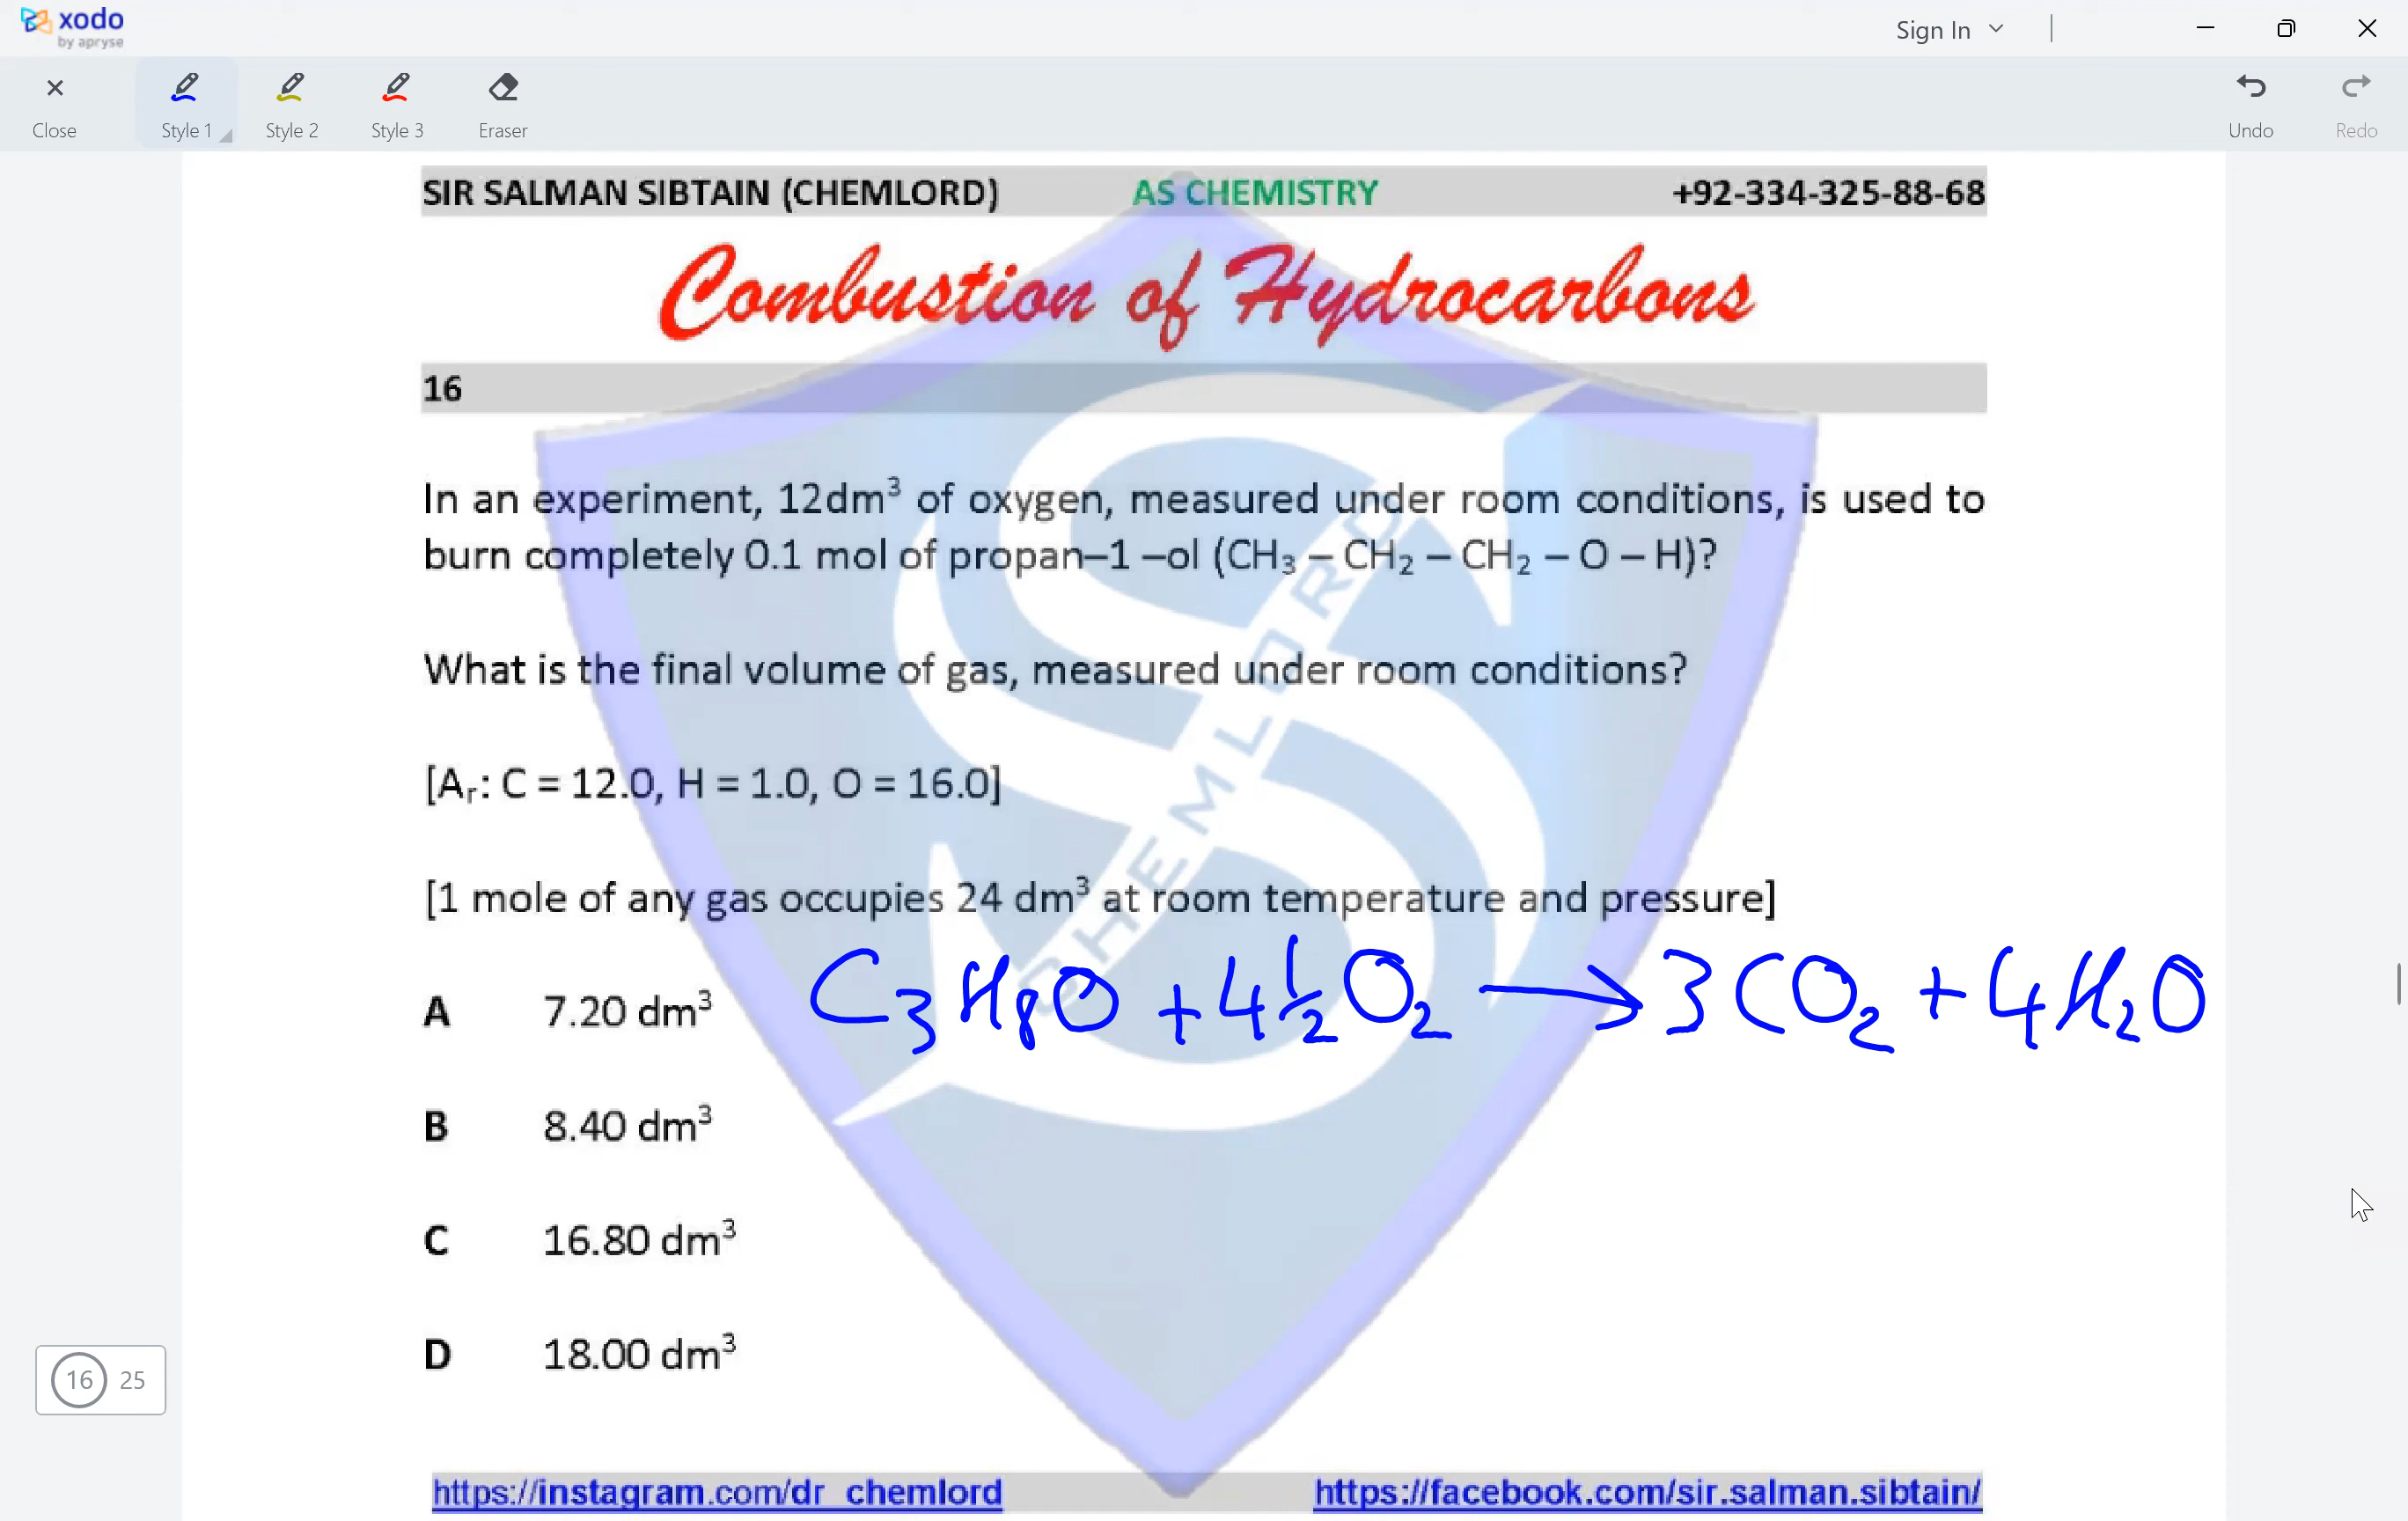 xodo
by apryse
Sign In
Close
Style 1
Style 2
Style 3
Eraser
Undo
Redo
SIR SALMAN SIBTAIN (CHEMLORD) AS CHEMISTRY +92-334-325-88-68
Combustion of Hydrocarbons
16
In an experiment, 12dm³ of oxygen, measured under room conditions, is used to
burn completely 0.1 mol of propan–1 –ol (CH₃ – CH₂ – CH₂ – O – H)?
What is the final volume of gas, measured under room conditions?
[Aᵣ: C = 12.0, H = 1.0, O = 16.0]
[1 mole of any gas occupies 24 dm³ at room temperature and pressure]
C₃H₈O + 4½O₂ → 3CO₂ + 4H₂O
A 7.20 dm³
B 8.40 dm³
C 16.80 dm³
D 18.00 dm³
CHEMLORD
16 25
https://instagram.com/dr_chemlord https://facebook.com/sir.salman.sibtain/